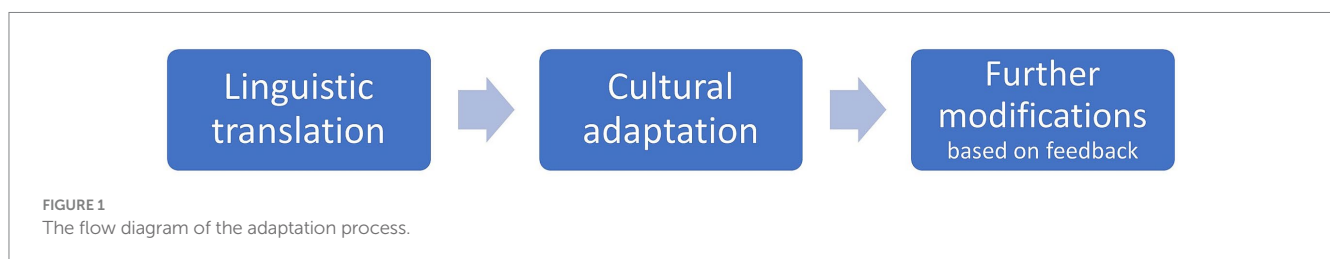 Linguistic
translation
Cultural
adaptation
Further
modifications
based on feedback
FIGURE 1
The flow diagram of the adaptation process.